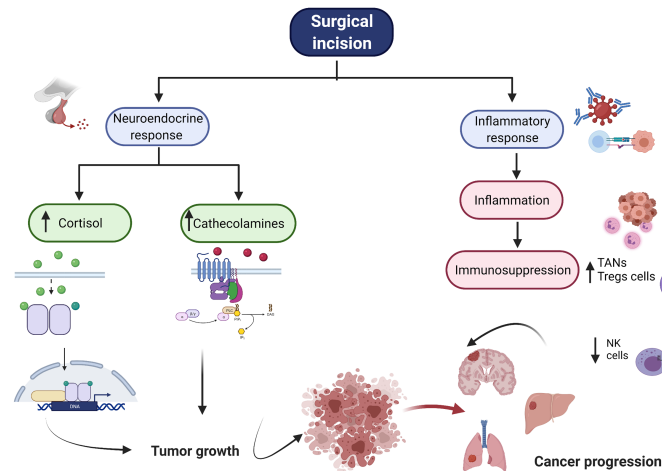 Surgical
incision
Neuroendocrine
response
Inflammatory
response
Cortisol
Cathecolamines
Inflammation
Immunosuppression
TANs
Tregs cells
NK
cells
DNA
Tumor growth
Cancer progression